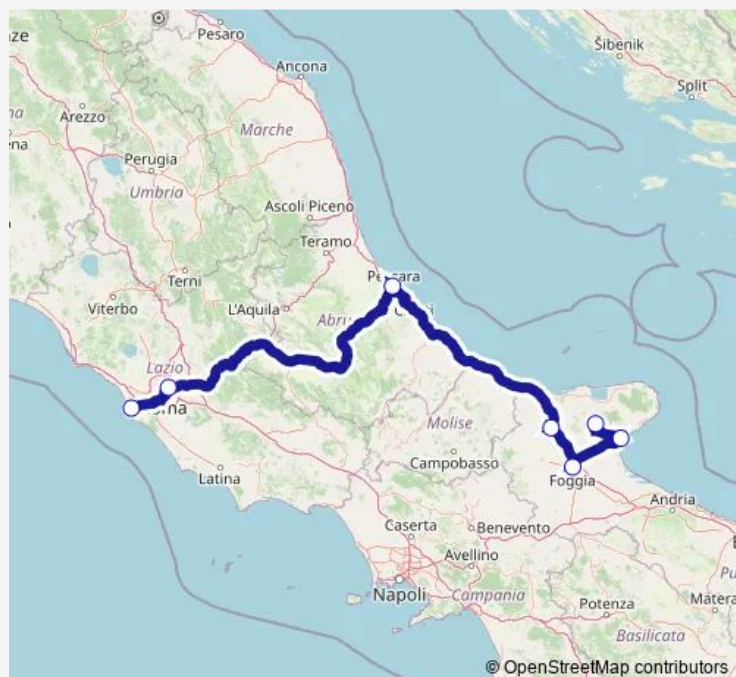 Pesaro
Šibenik
Ancona
Split
Arezzo
Marche
Perugia
Umbria
Ascoli Piceno
Teramo
Terni
Viterbo
L'Aquila
Lazio
Molise
Campobasso
Latina
Foggia
Andria
Caserta
Benevento
Avellino
Napoli
Campania
Potenza
Matera
Basilicata
© OpenStreetMap contributors